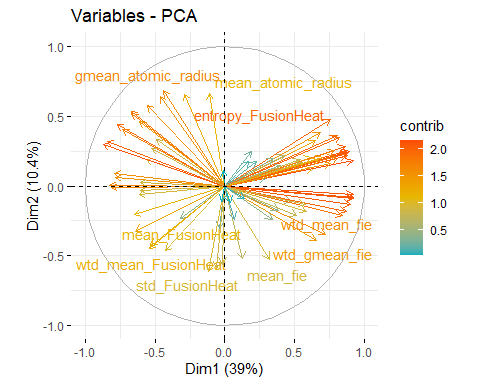 Variables - PCA
1.0
gmean_atomic_radius
mean_atomic_radius
0.5
entropy_FusionHeat
contrib
2.0
1.5
1.0
0.5
Dim2 (10.4%)
0.0
wtd_mean_fie
mean_FusionHeat
wtd_gmean_fie
-0.5
wtd_mean_FusionHeat
mean_fie
std_FusionHeat
-1.0
-1.0
-0.5
0.0
0.5
1.0
Dim1 (39%)